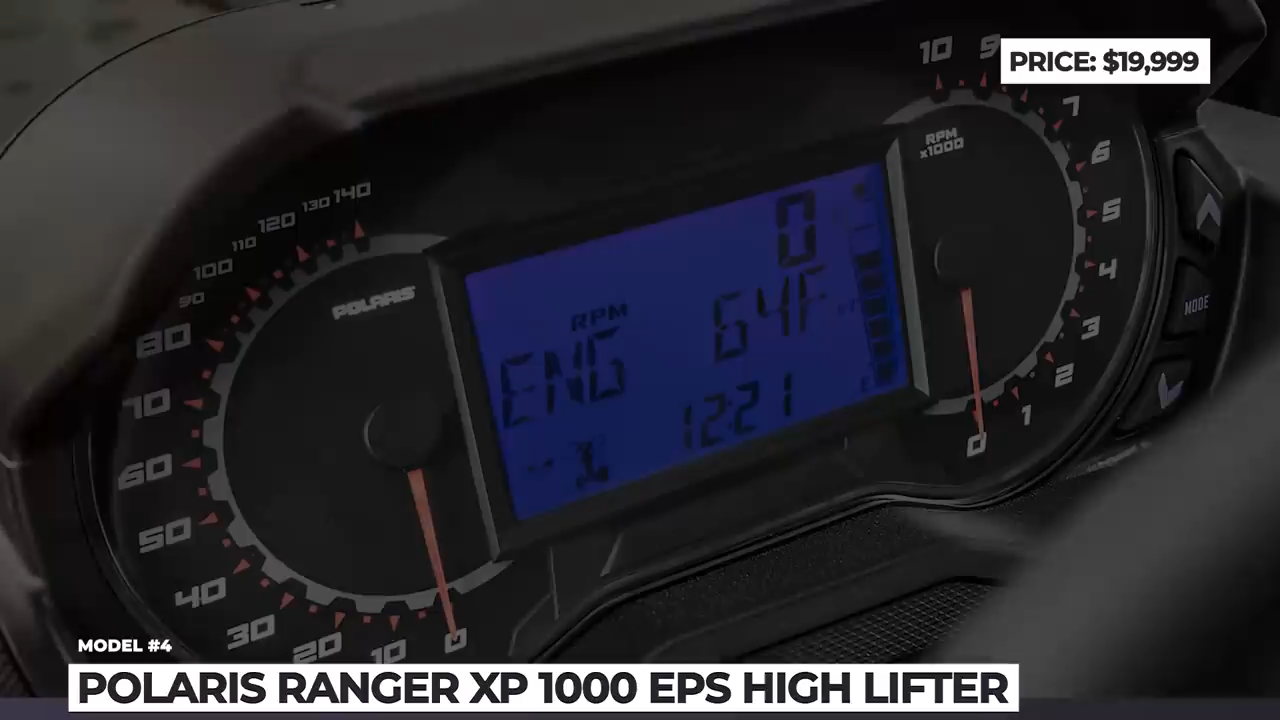 PRICE: $19,999
10 9
7
6
5
4
3
2
1
0
RPM
x1000
140
130
120
110
100
90
80
70
60
50
40
30
20
10
0
POLARIS
0
RPM
ENG 64F
12:21
MODE
MODEL #4
POLARIS RANGER XP 1000 EPS HIGH LIFTER